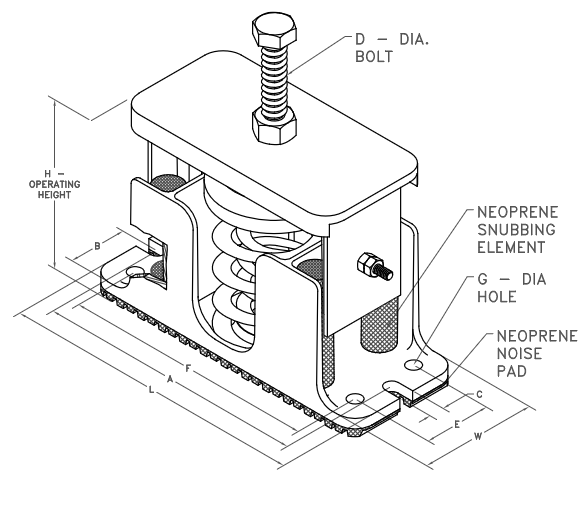 D – DIA.
BOLT
H –
OPERATING
HEIGHT
NEOPRENE
SNUBBING
ELEMENT
B
G – DIA
HOLE
NEOPRENE
NOISE
PAD
F
A
L
C
E
W